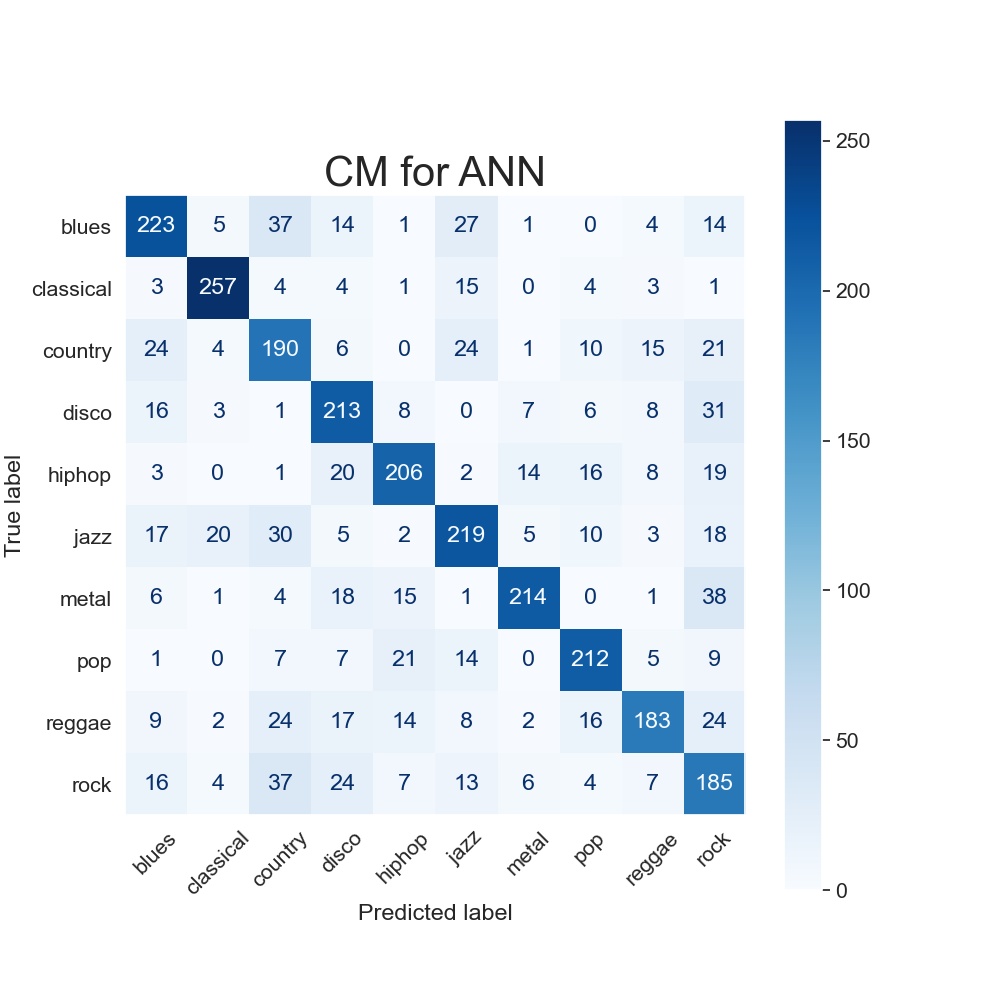 CM for ANN
blues 223 5 37 14 1 27 1 0 4 14
classical 3 257 4 4 1 15 0 4 3 1
country 24 4 190 6 0 24 1 10 15 21
disco 16 3 1 213 8 0 7 6 8 31
hiphop 3 0 1 20 206 2 14 16 8 19
jazz 17 20 30 5 2 219 5 10 3 18
metal 6 1 4 18 15 1 214 0 1 38
pop 1 0 7 7 21 14 0 212 5 9
reggae 9 2 24 17 14 8 2 16 183 24
rock 16 4 37 24 7 13 6 4 7 185
blues classical country disco hiphop jazz metal pop reggae rock
Predicted label
True label
250
200
150
100
50
0